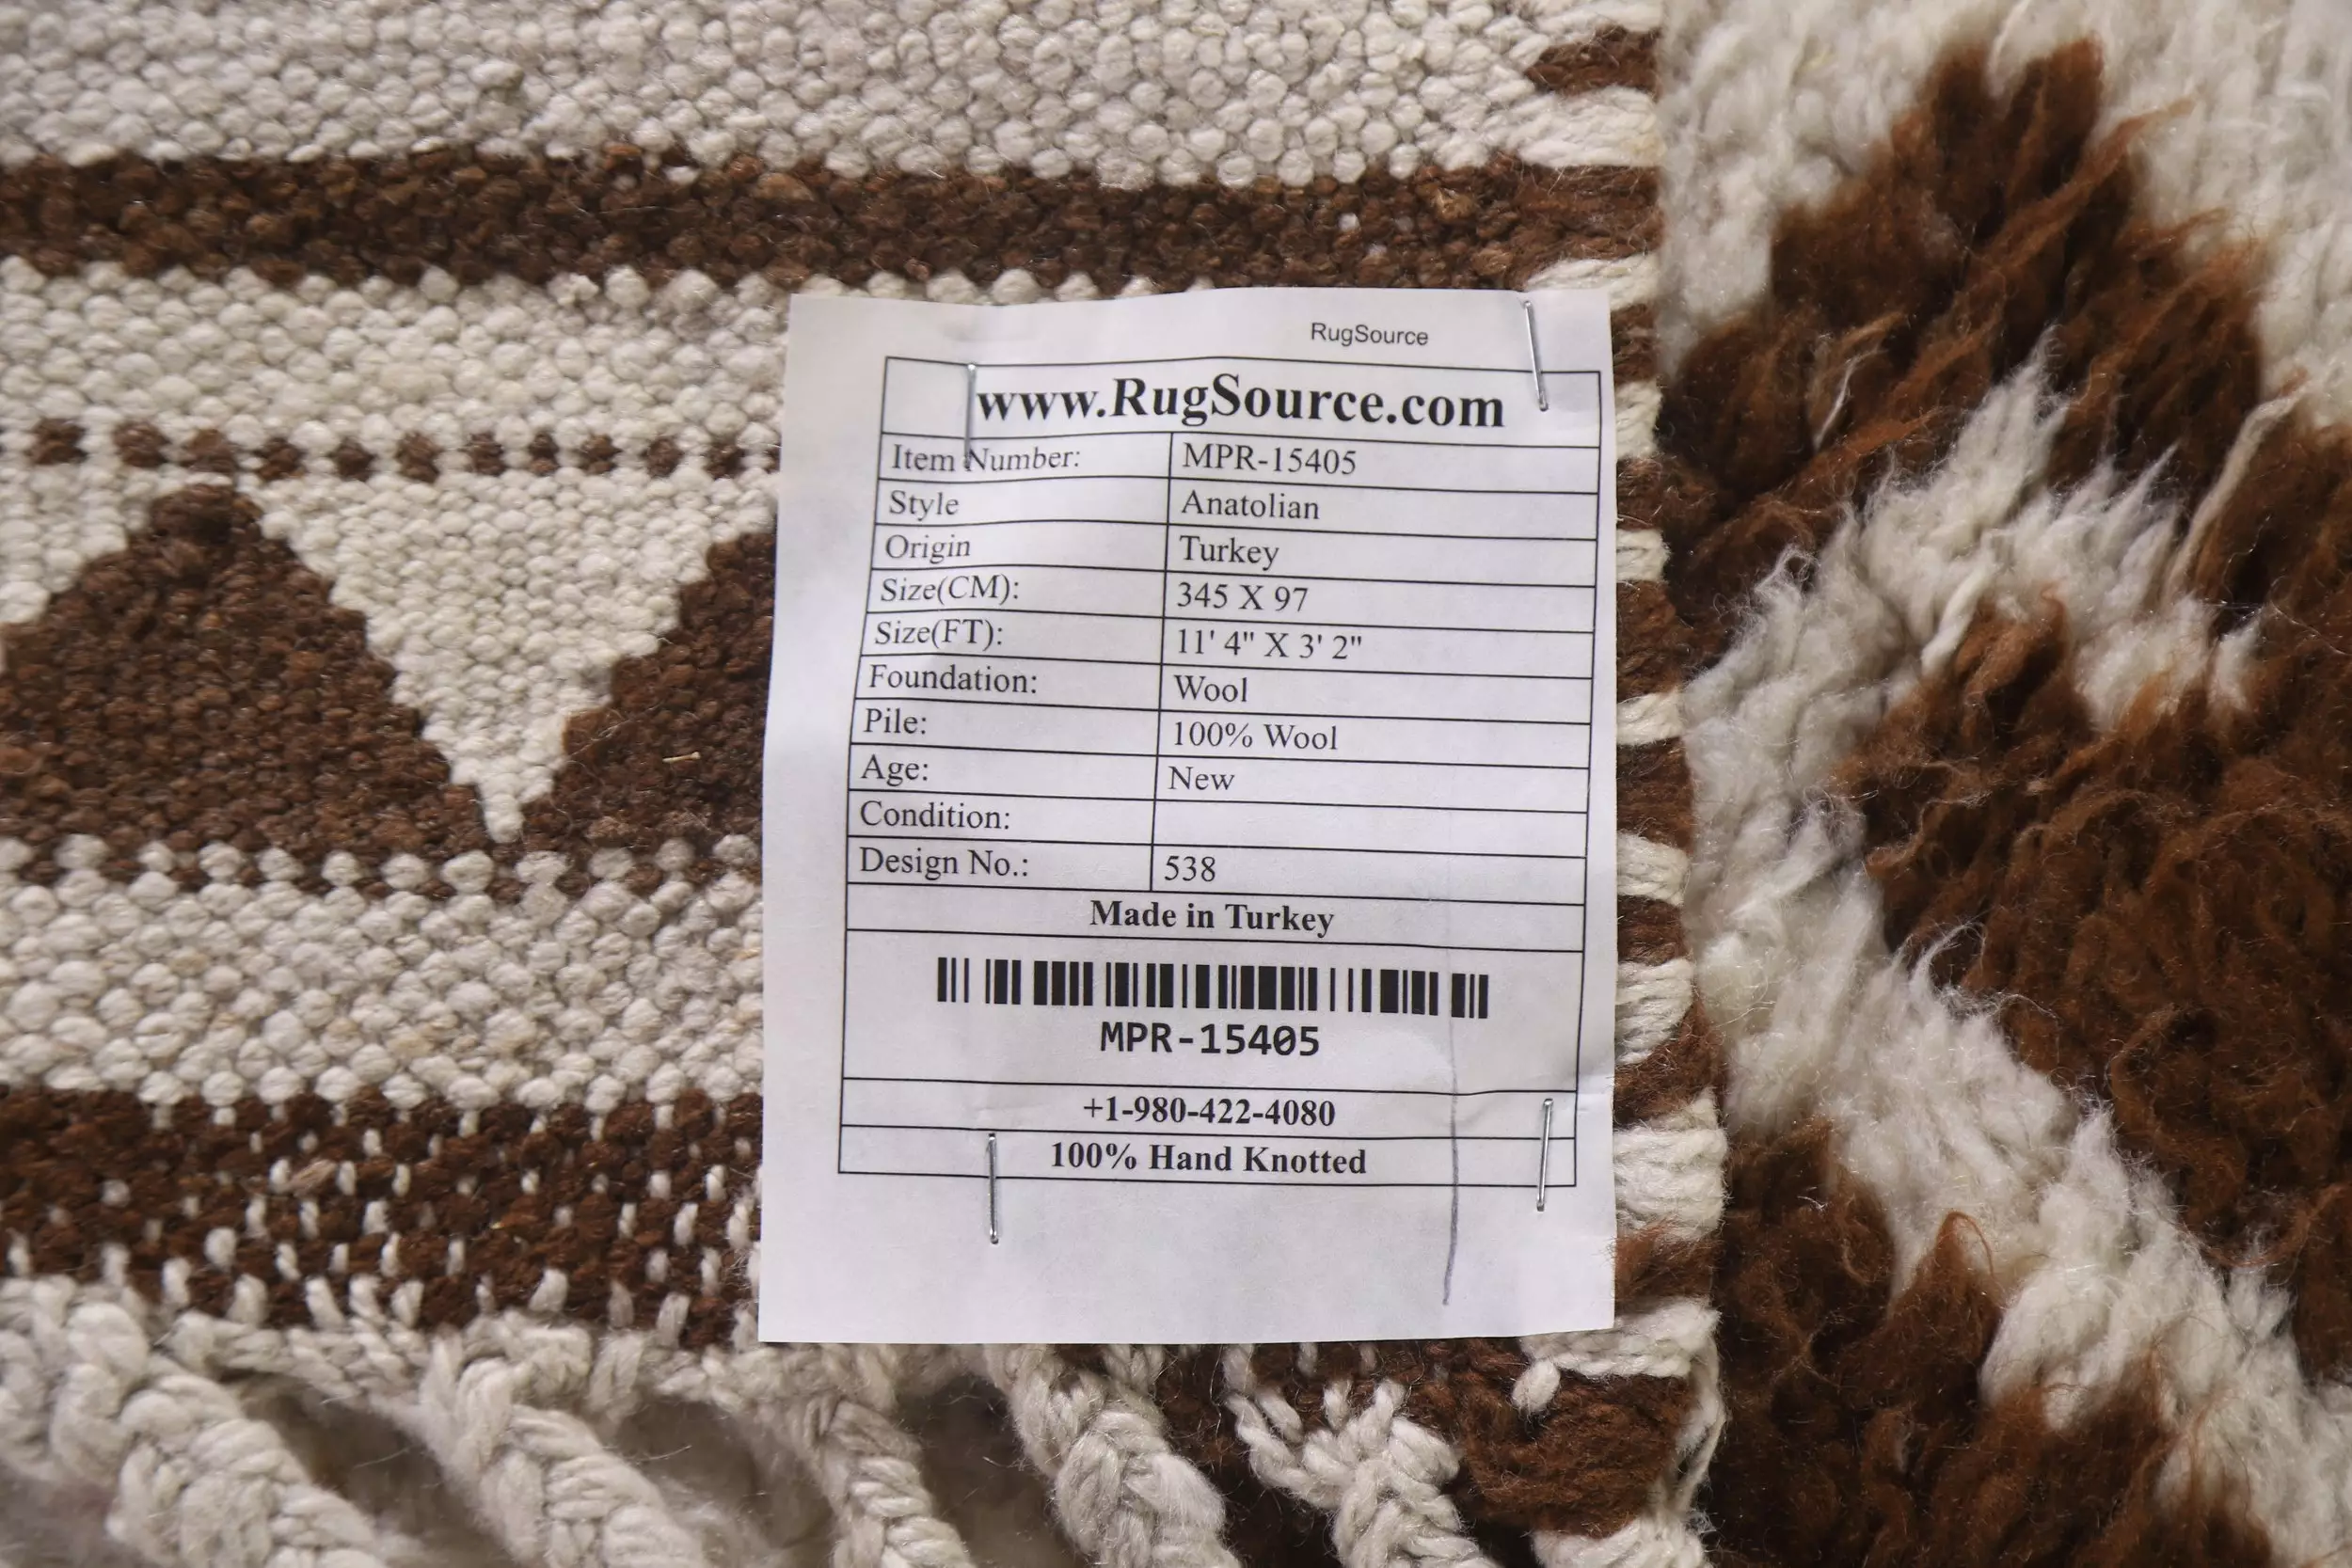 RugSource
www.RugSource.com
Item Number: MPR-15405
Style Anatolian
Origin Turkey
Size(CM): 345 X 97
Size(FT): 11' 4" X 3' 2"
Foundation: Wool
Pile: 100% Wool
Age: New
Condition:
Design No.: 538
Made in Turkey
MPR-15405
+1-980-422-4080
100% Hand Knotted